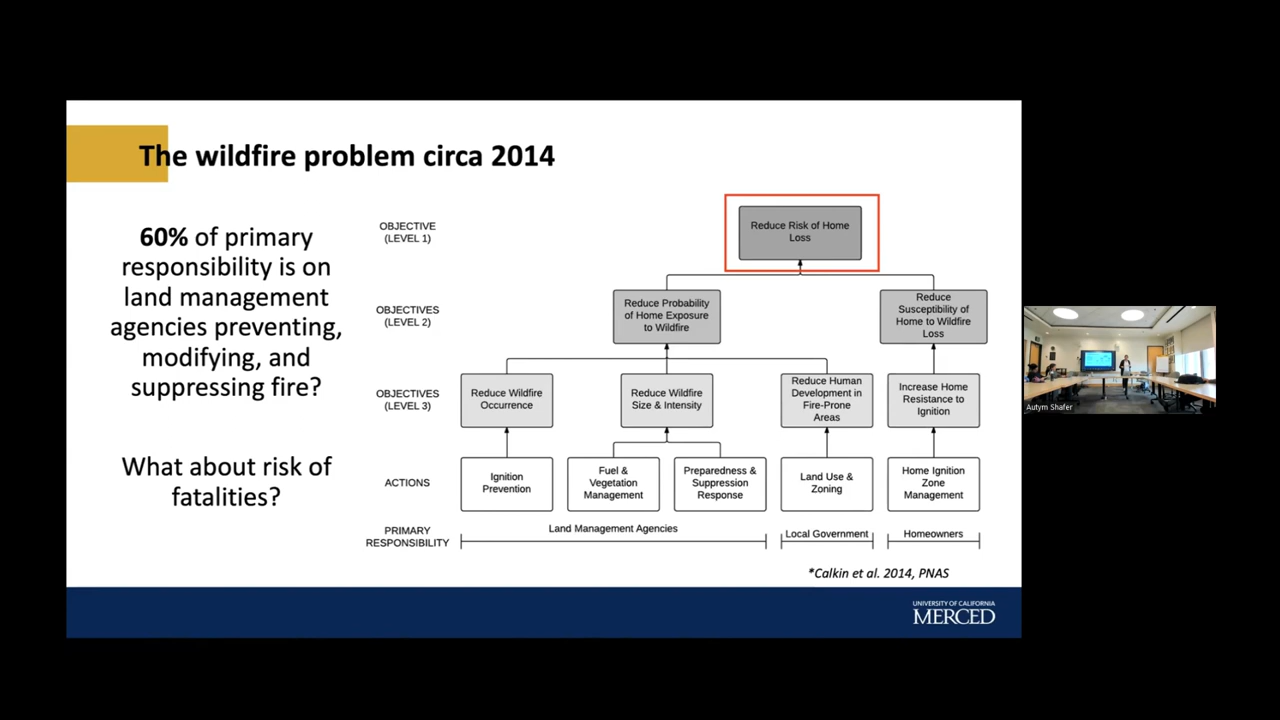 The wildfire problem circa 2014
60% of primary
responsibility is on
land management
agencies preventing,
modifying, and
suppressing fire?
What about risk of
fatalities?
OBJECTIVE
(LEVEL 1)
Reduce Risk of Home
Loss
OBJECTIVES
(LEVEL 2)
Reduce Probability
of Home Exposure
to Wildfire
Reduce
Susceptibility of
Home to Wildfire
Loss
OBJECTIVES
(LEVEL 3)
Reduce Wildfire
Occurrence
Reduce Wildfire
Size & Intensity
Reduce Human
Development in
Fire-Prone
Areas
Increase Home
Resistance to
Ignition
ACTIONS
Ignition
Prevention
Fuel &
Vegetation
Management
Preparedness &
Suppression
Response
Land Use &
Zoning
Home Ignition
Zone
Management
PRIMARY
RESPONSIBILITY
Land Management Agencies
Local Government
Homeowners
*Calkin et al. 2014, PNAS
UNIVERSITY OF CALIFORNIA
MERCED
Autym Shafer